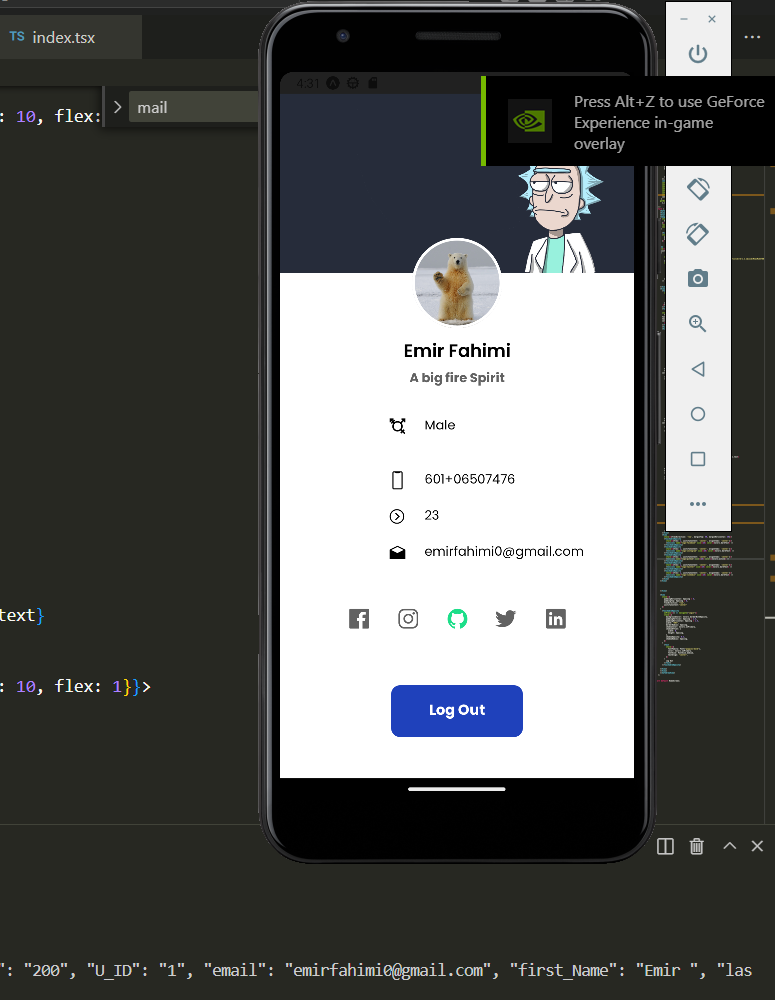 TS index.tsx
: 10, flex:
mail
4:31
Press Alt+Z to use GeForce
Experience in-game
overlay
Emir Fahimi
A big fire Spirit
Male
601+06507476
23
emirfahimi0@gmail.com
text}
: 10, flex: 1}}>
Log Out
": "200", "U_ID": "1", "email": "emirfahimi0@gmail.com", "first_Name": "Emir ", "las